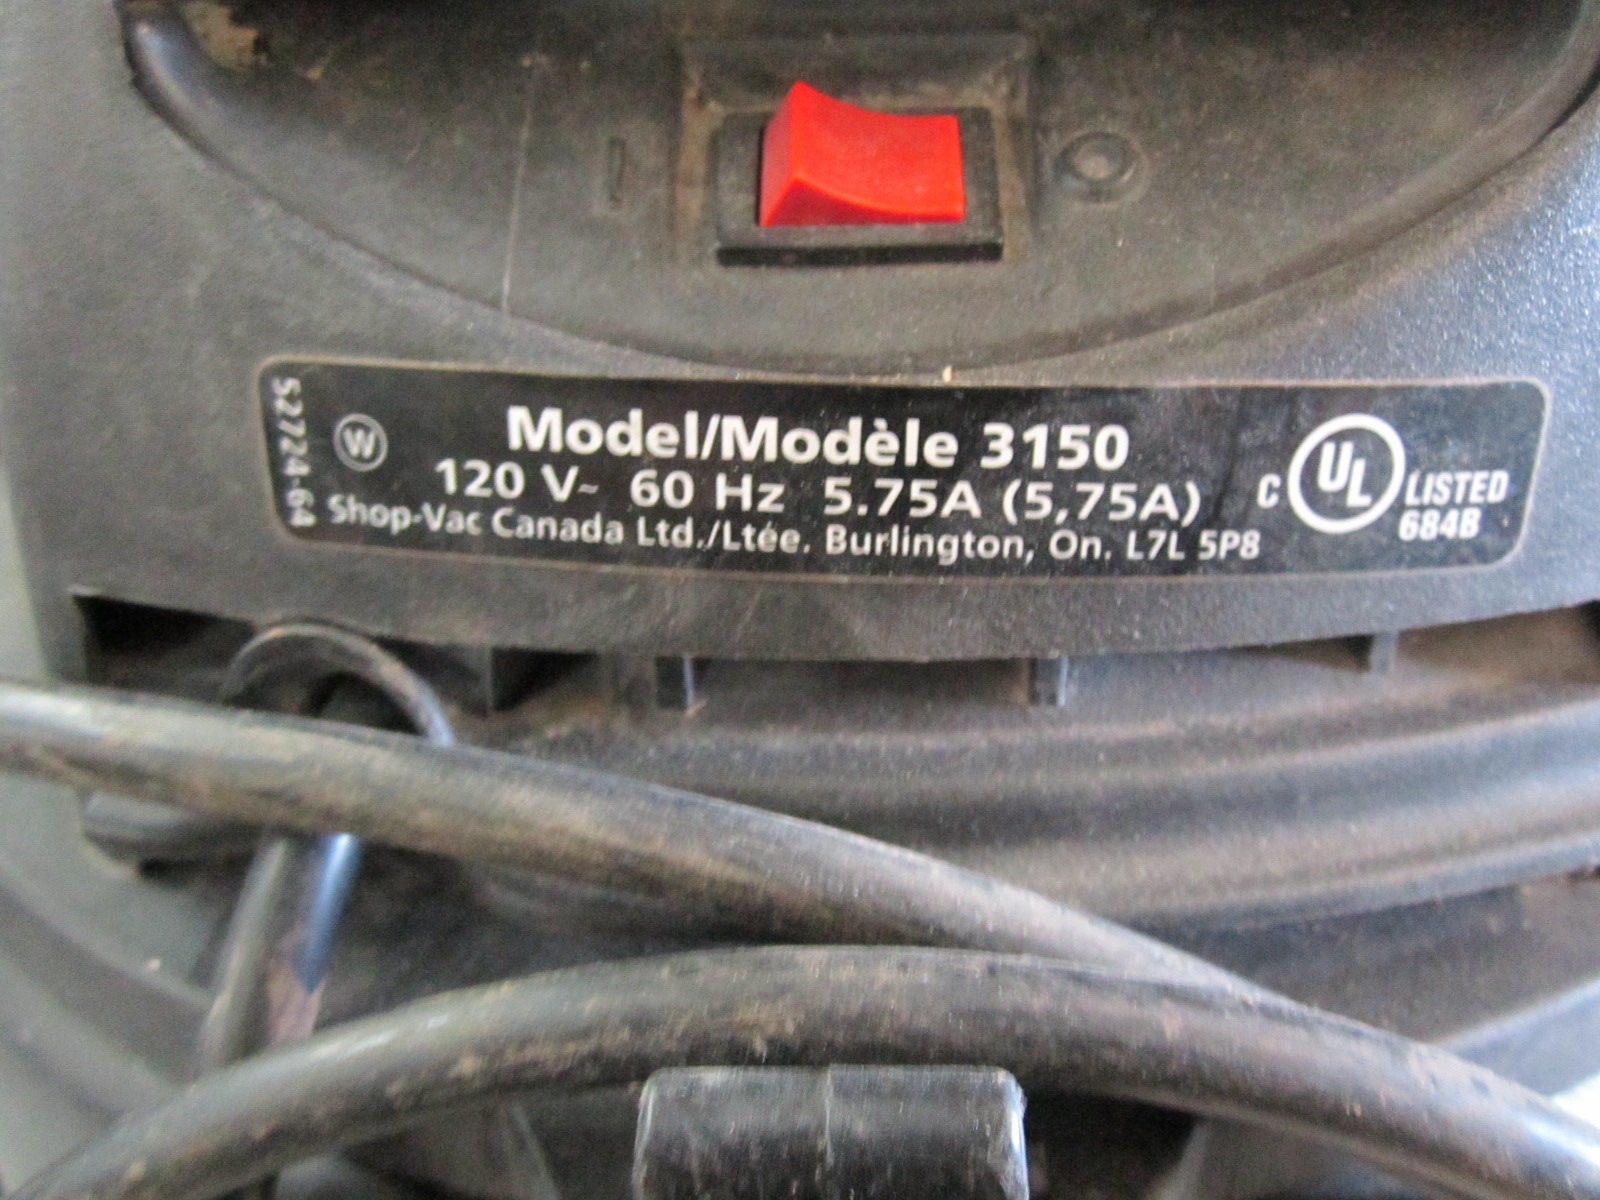 Model/Modèle 3150
120 V~ 60 Hz 5.75A (5,75A)
Shop-Vac Canada Ltd./Ltée. Burlington, On. L7L 5P8
52724-64
W
C UL LISTED
684B